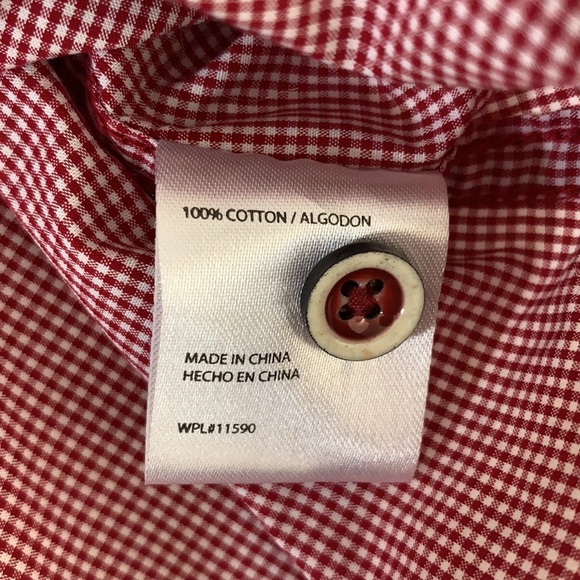 100% COTTON / ALGODON
MADE IN CHINA
HECHO EN CHINA
WPL#11590